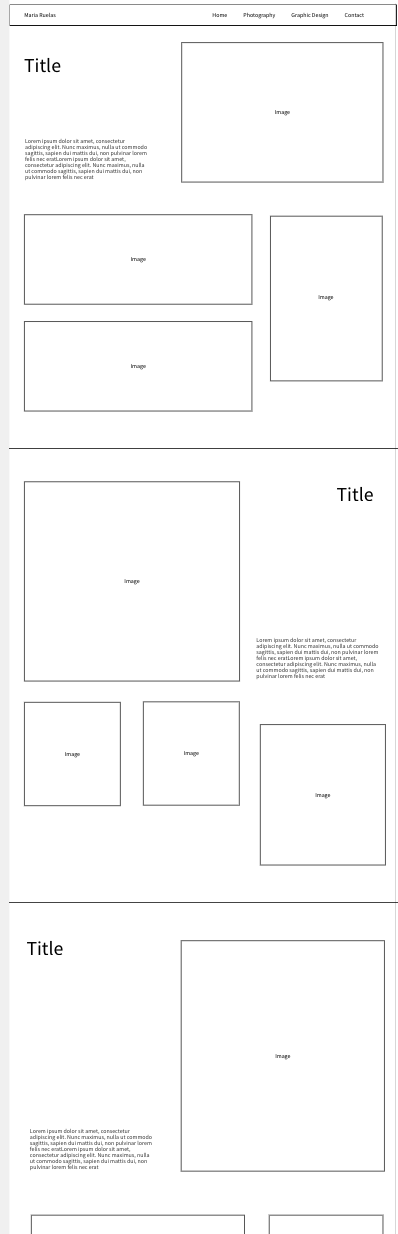 Maria Ruelas
Home
Photography
Graphic Design
Contact
Title
Image
Lorem ipsum dolor sit amet, consectetur
adipiscing elit. Nunc maximus, nulla ut commodo
sagittis, sapien dui mattis dui, non pulvinar lorem
felis nec eratLorem ipsum dolor sit amet,
consectetur adipiscing elit. Nunc maximus, nulla
ut commodo sagittis, sapien dui mattis dui, non
pulvinar lorem felis nec erat
Image
Image
Image
Title
Image
Lorem ipsum dolor sit amet, consectetur
adipiscing elit. Nunc maximus, nulla ut commodo
sagittis, sapien dui mattis dui, non pulvinar lorem
felis nec eratLorem ipsum dolor sit amet,
consectetur adipiscing elit. Nunc maximus, nulla
ut commodo sagittis, sapien dui mattis dui, non
pulvinar lorem felis nec erat
Image
Image
Image
Title
Image
Lorem ipsum dolor sit amet, consectetur
adipiscing elit. Nunc maximus, nulla ut commodo
sagittis, sapien dui mattis dui, non pulvinar lorem
felis nec eratLorem ipsum dolor sit amet,
consectetur adipiscing elit. Nunc maximus, nulla
ut commodo sagittis, sapien dui mattis dui, non
pulvinar lorem felis nec erat